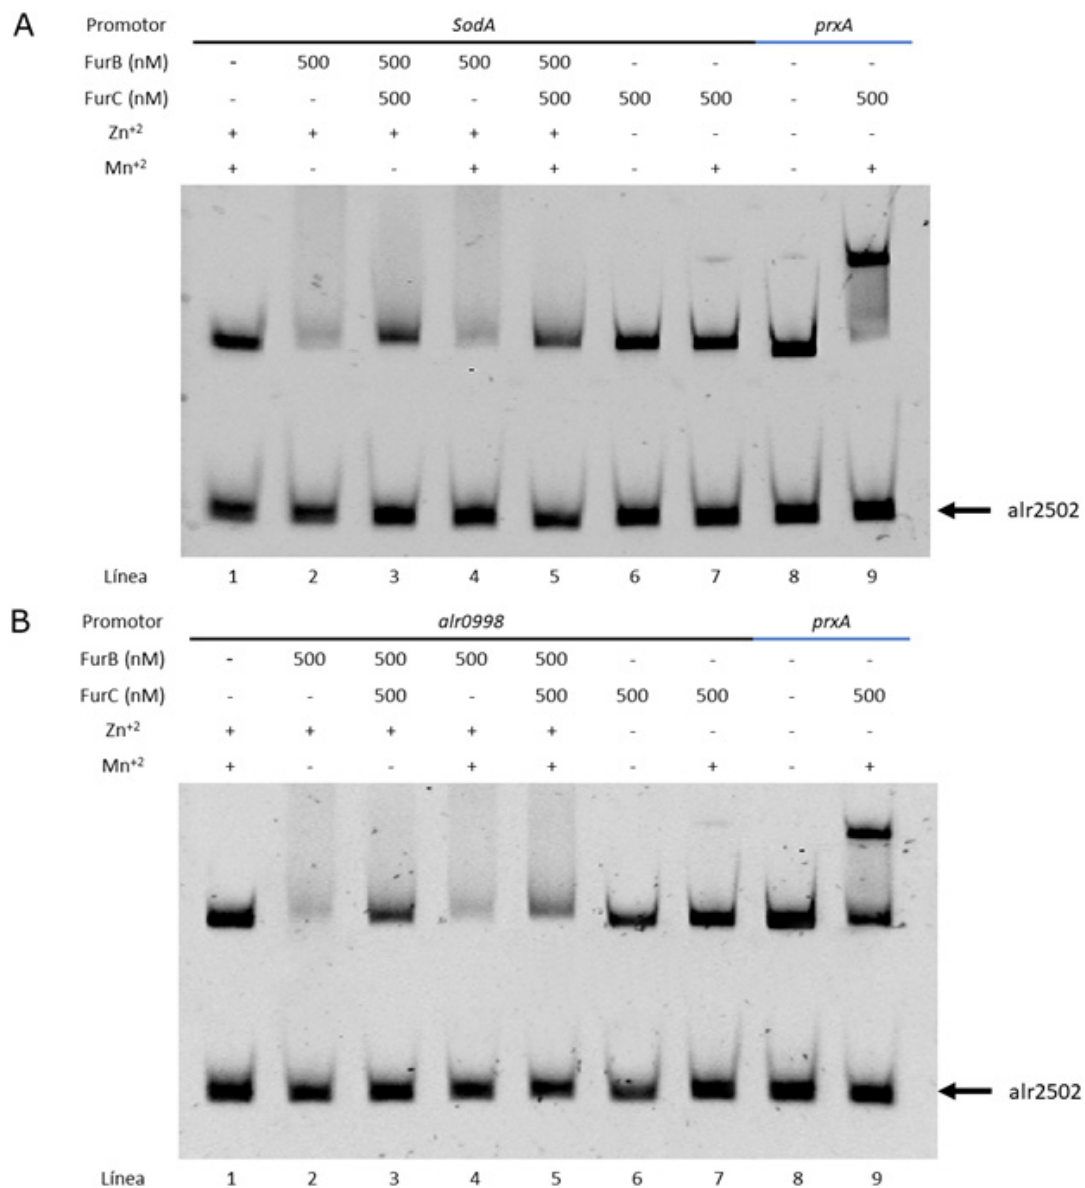 A
Promotor SodA prxA
FurB (nM) - 500 500 500 500 - - - -
FurC (nM) - - 500 - 500 500 500 - 500
Zn+2 + + + + + - - - -
Mn+2 + - - + + - + - +
alr2502
Línea 1 2 3 4 5 6 7 8 9
B
Promotor alr0998 prxA
FurB (nM) - 500 500 500 500 - - - -
FurC (nM) - - 500 - 500 500 500 - 500
Zn+2 + + + + + - - - -
Mn+2 + - - + + - + - +
alr2502
Línea 1 2 3 4 5 6 7 8 9